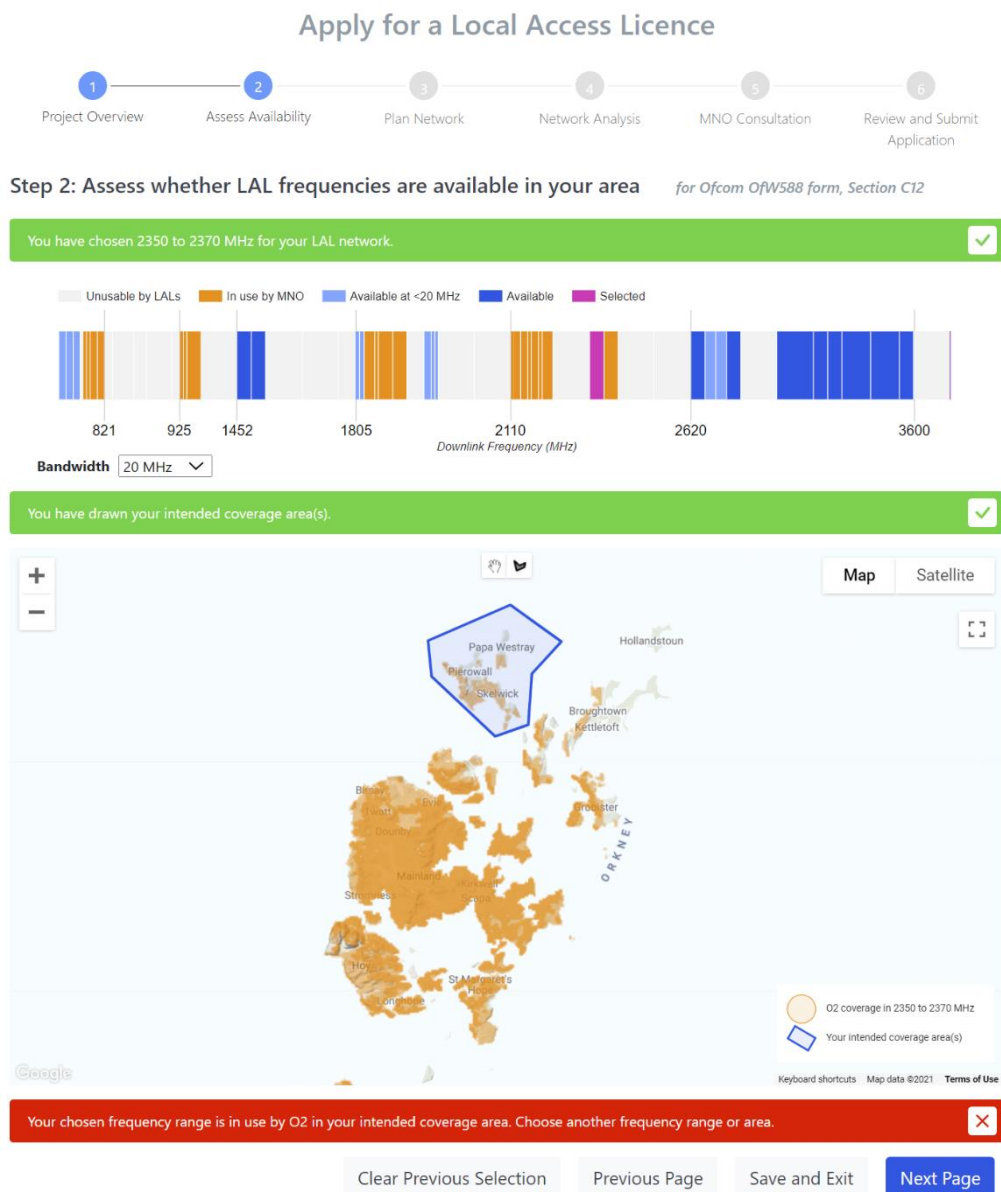 Apply for a Local Access Licence
1
2
3
4
5
6
Project Overview
Assess Availability
Plan Network
Network Analysis
MNO Consultation
Review and Submit
Application
Step 2: Assess whether LAL frequencies are available in your area
for Ofcom OfW588 form, Section C12
You have chosen 2350 to 2370 MHz for your LAL network.
Unusable by LALs
In use by MNO
Available at <20 MHz
Available
Selected
821
925
1452
1805
2110
2620
3600
Downlink Frequency (MHz)
Bandwidth
20 MHz
You have drawn your intended coverage area(s).
+
−
Map
Satellite
Hollandstoun
Papa Westray
Pierowall
Skelwick
Broughtown
Kettletoft
Birsay
Evie
Twatt
Dounby
Grobister
ORKNEY
Mainland
Kirkwall
Stromness
Scapa
Hoy
St Margaret's
Hope
Longhope
O2 coverage in 2350 to 2370 MHz
Your intended coverage area(s)
Google
Keyboard shortcuts
Map data ©2021
Terms of Use
Your chosen frequency range is in use by O2 in your intended coverage area. Choose another frequency range or area.
Clear Previous Selection
Previous Page
Save and Exit
Next Page